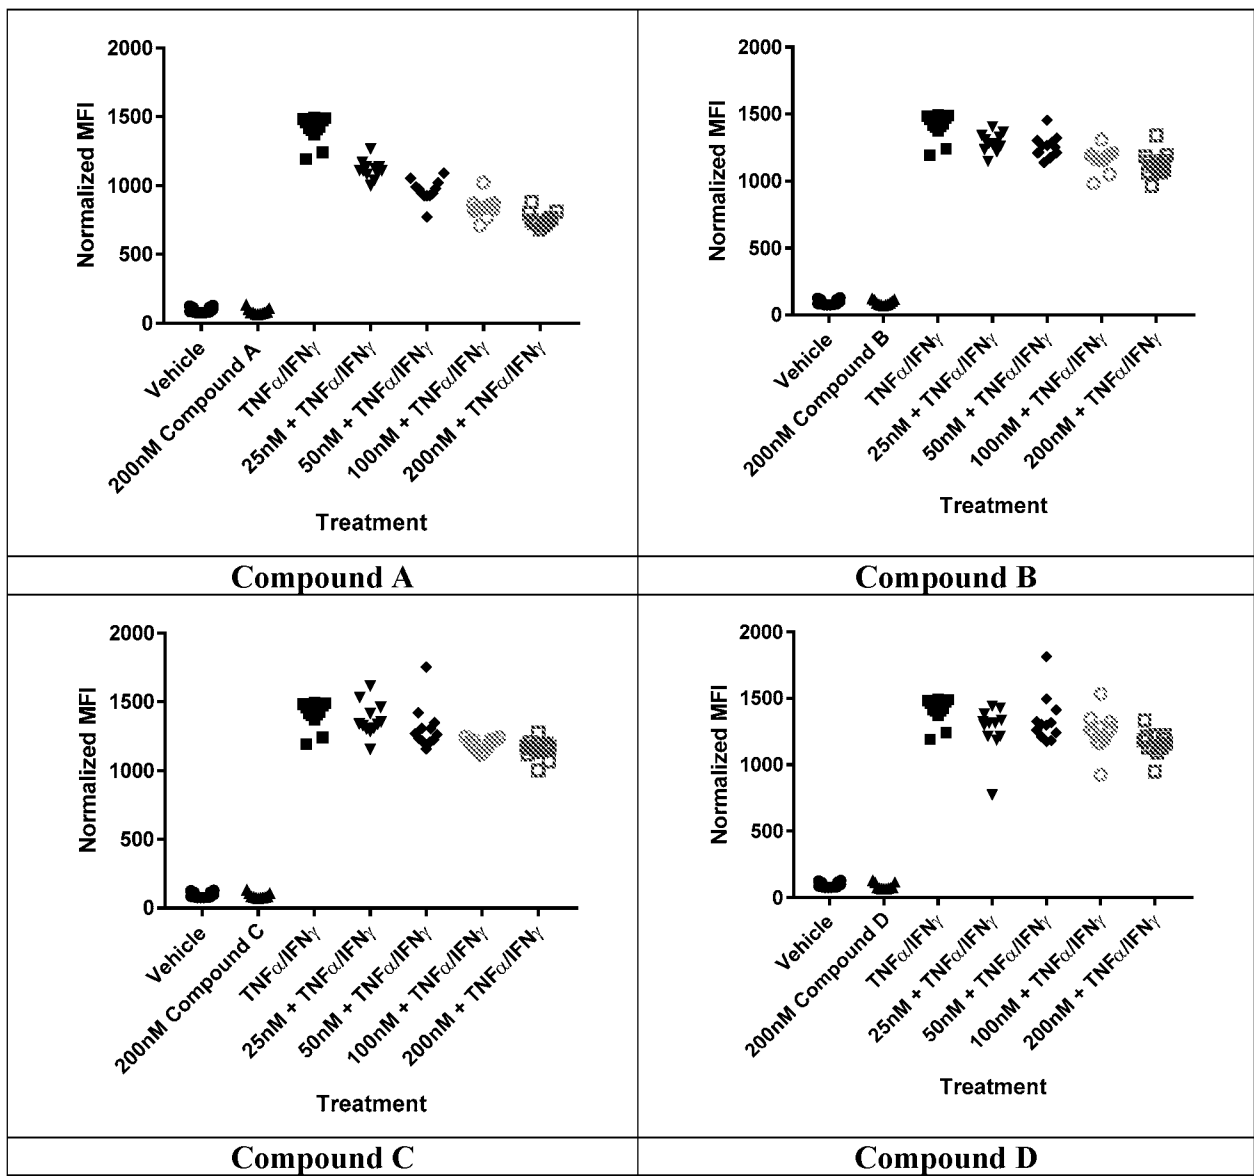 2000
1500
1000
500
0
Normalized MFI
Vehicle
200nM Compound A
TNFα/IFNγ
25nM + TNFα/IFNγ
50nM + TNFα/IFNγ
100nM + TNFα/IFNγ
200nM + TNFα/IFNγ
Treatment
2000
1500
1000
500
0
Normalized MFI
Vehicle
200nM Compound B
TNFα/IFNγ
25nM + TNFα/IFNγ
50nM + TNFα/IFNγ
100nM + TNFα/IFNγ
200nM + TNFα/IFNγ
Treatment
Compound A
Compound B
2000
1500
1000
500
0
Normalized MFI
Vehicle
200nM Compound C
TNFα/IFNγ
25nM + TNFα/IFNγ
50nM + TNFα/IFNγ
100nM + TNFα/IFNγ
200nM + TNFα/IFNγ
Treatment
2000
1500
1000
500
0
Normalized MFI
Vehicle
200nM Compound D
TNFα/IFNγ
25nM + TNFα/IFNγ
50nM + TNFα/IFNγ
100nM + TNFα/IFNγ
200nM + TNFα/IFNγ
Treatment
Compound C
Compound D